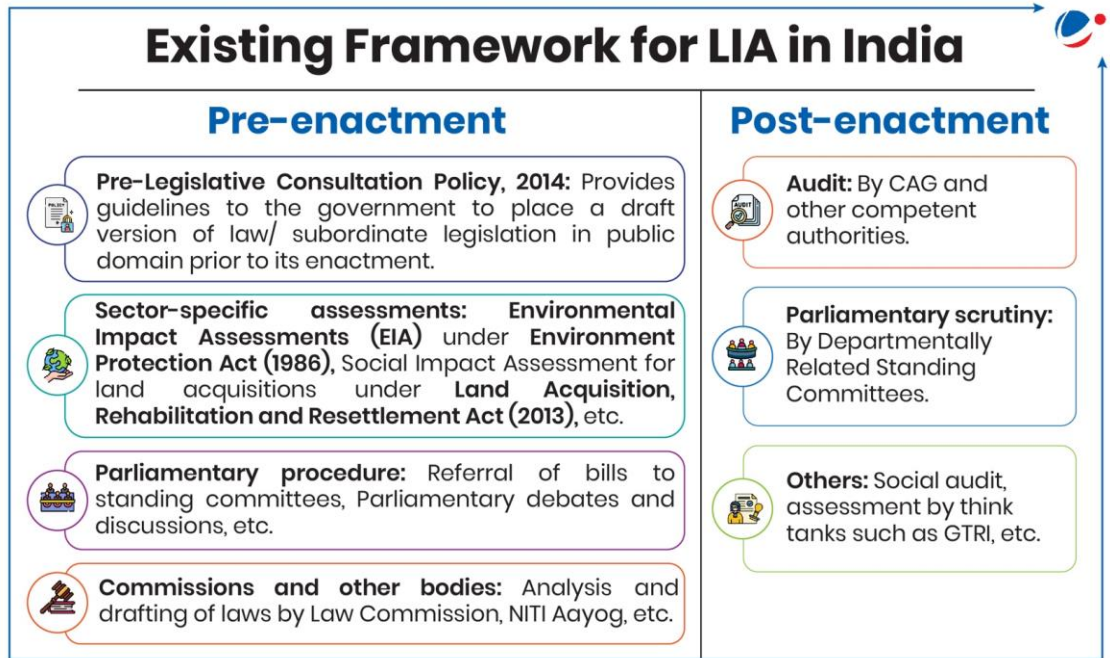 Existing Framework for LIA in India
Pre-enactment
Pre-Legislative Consultation Policy, 2014: Provides
guidelines to the government to place a draft
version of law/ subordinate legislation in public
domain prior to its enactment.
Sector-specific assessments: Environmental
Impact Assessments (EIA) under Environment
Protection Act (1986), Social Impact Assessment for
land acquisitions under Land Acquisition,
Rehabilitation and Resettlement Act (2013), etc.
Parliamentary procedure: Referral of bills to
standing committees, Parliamentary debates and
discussions, etc.
Commissions and other bodies: Analysis and
drafting of laws by Law Commission, NITI Aayog, etc.
Post-enactment
AUDIT
Audit: By CAG and
other competent
authorities.
Parliamentary scrutiny:
By Departmentally
Related Standing
Committees.
Others: Social audit,
assessment by think
tanks such as GTRI, etc.